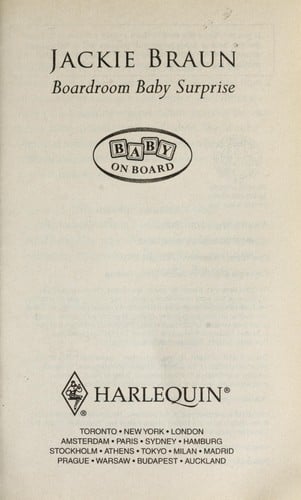 JACKIE BRAUN
Boardroom Baby Surprise
BABY
ON BOARD
HARLEQUIN®
®
TORONTO • NEW YORK • LONDON
AMSTERDAM • PARIS • SYDNEY • HAMBURG
STOCKHOLM • ATHENS • TOKYO • MILAN • MADRID
PRAGUE • WARSAW • BUDAPEST • AUCKLAND